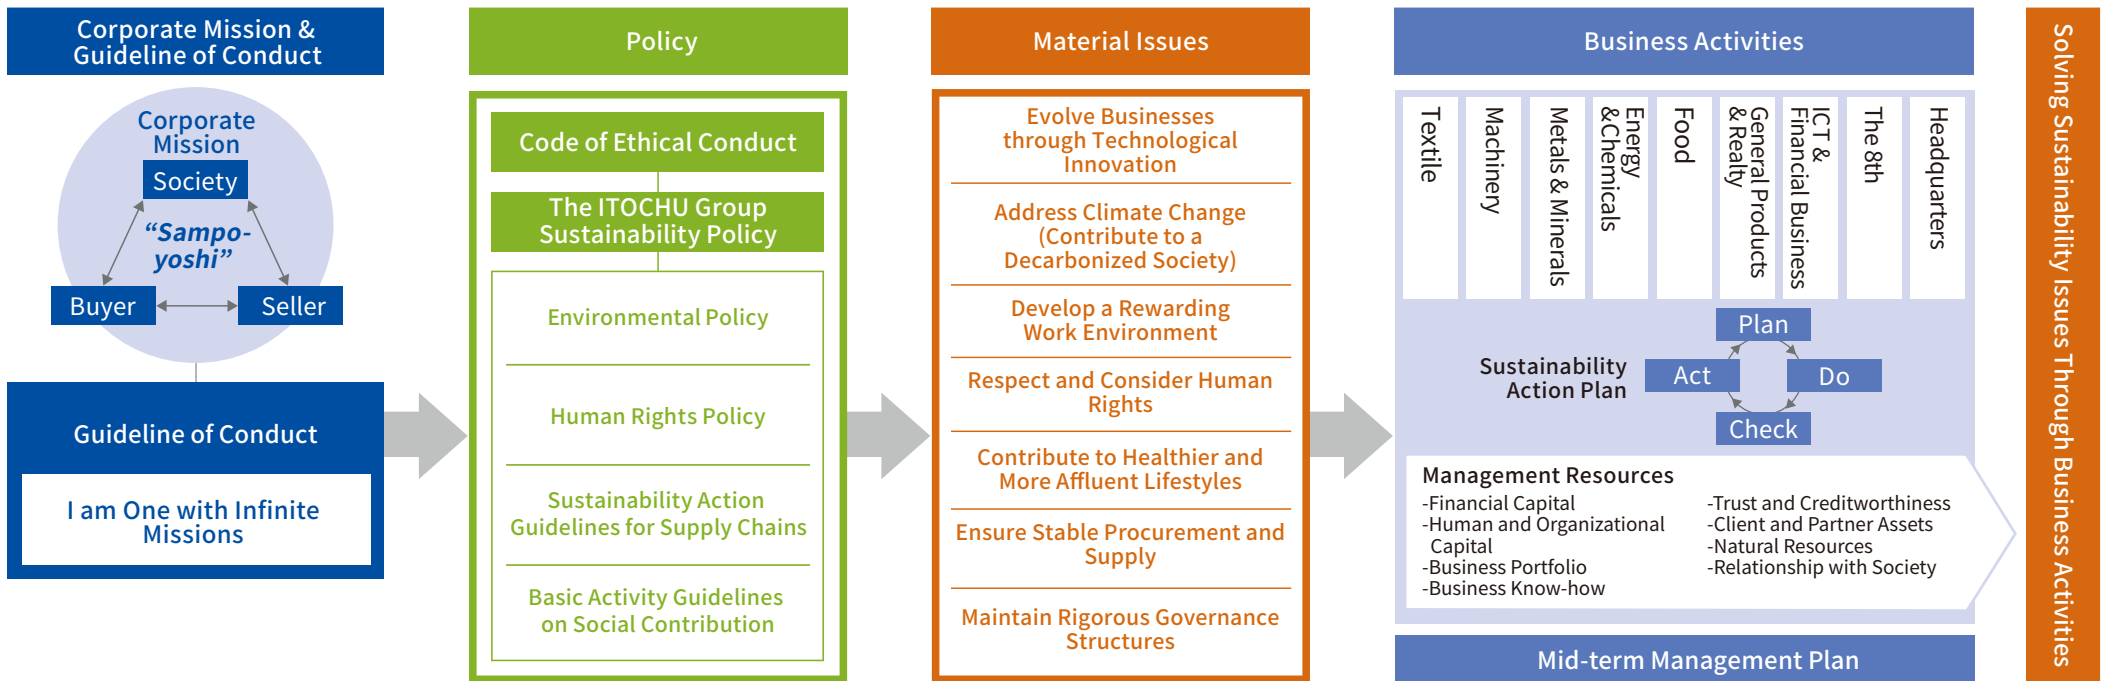 Corporate Mission &
Guideline of Conduct
Corporate
Mission
Society
“Sampo-
yoshi”
Buyer
Seller
Guideline of Conduct
I am One with Infinite
Missions
Policy
Code of Ethical Conduct
The ITOCHU Group
Sustainability Policy
Environmental Policy
Human Rights Policy
Sustainability Action
Guidelines for Supply Chains
Basic Activity Guidelines
on Social Contribution
Material Issues
Evolve Businesses
through Technological
Innovation
Address Climate Change
(Contribute to a
Decarbonized Society)
Develop a Rewarding
Work Environment
Respect and Consider Human
Rights
Contribute to Healthier and
More Affluent Lifestyles
Ensure Stable Procurement and
Supply
Maintain Rigorous Governance
Structures
Business Activities
Textile
Machinery
Metals & Minerals
Energy
&Chemicals
Food
General Products
& Realty
ICT &
Financial Business
The 8th
Headquarters
Sustainability
Action Plan
Plan
Do
Check
Act
Management Resources
-Financial Capital
-Human and Organizational
Capital
-Business Portfolio
-Business Know-how
-Trust and Creditworthiness
-Client and Partner Assets
-Natural Resources
-Relationship with Society
Mid-term Management Plan
Solving Sustainability Issues Through Business Activities